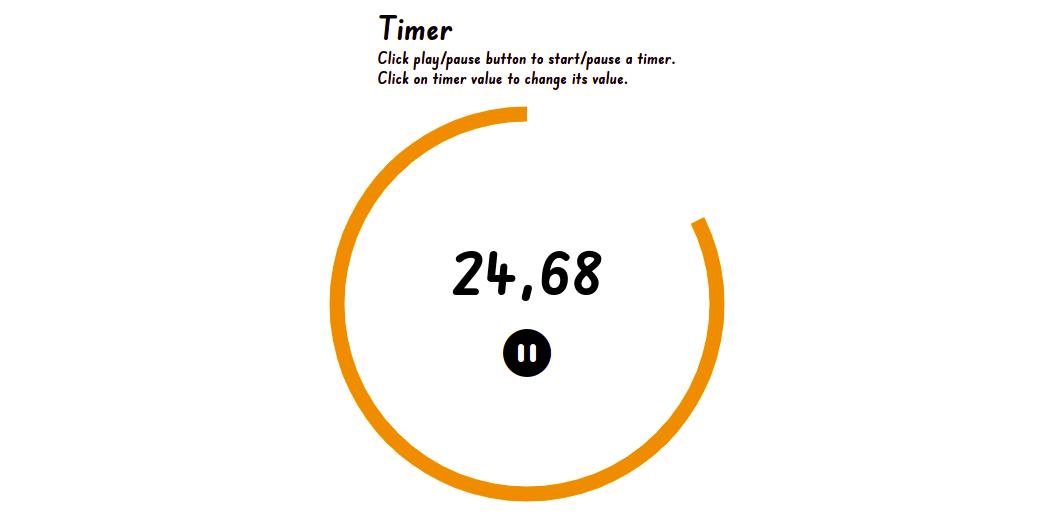 Timer
Click play/pause button to start/pause a timer.
Click on timer value to change its value.
24,68